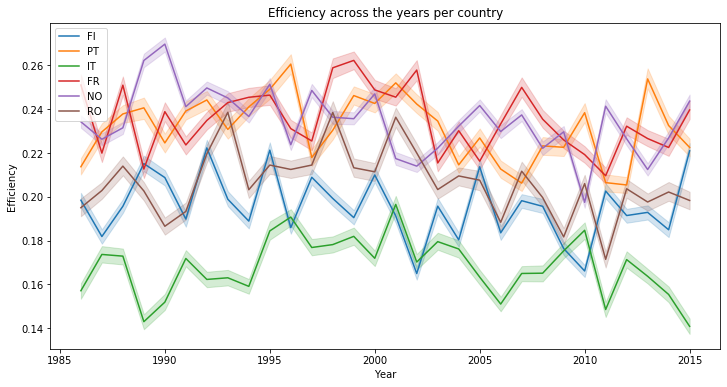 Efficiency across the years per country
FI
PT
IT
FR
NO
RO
Efficiency
0.26
0.24
0.22
0.20
0.18
0.16
0.14
1985
1990
1995
2000
2005
2010
2015
Year